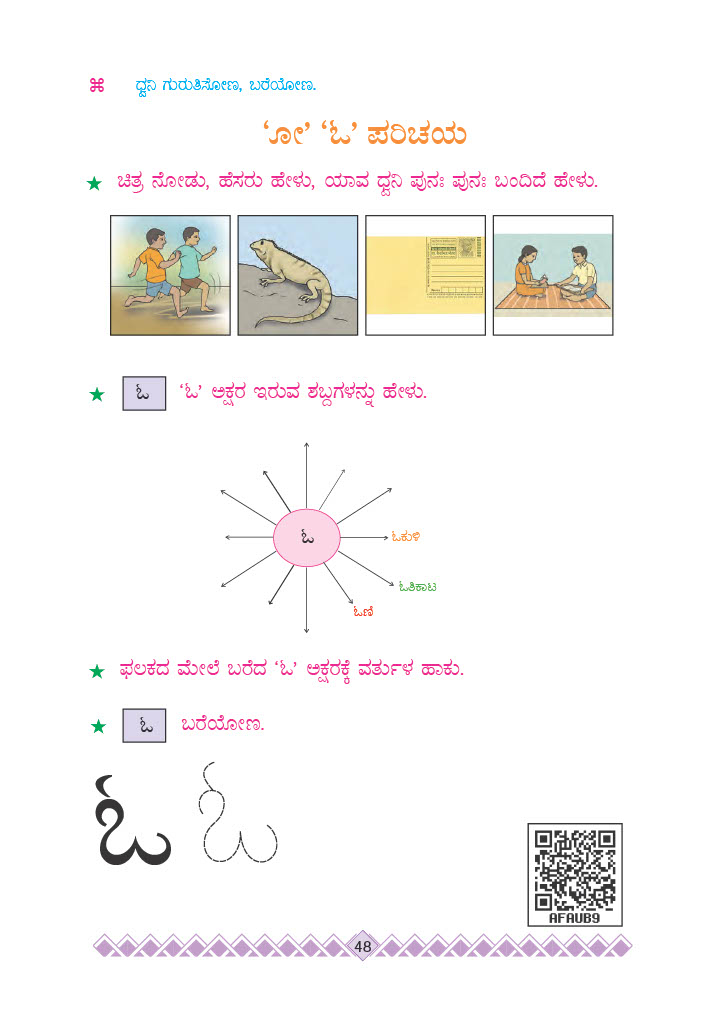 ⌘ ಧ್ವನಿ ಗುರುತಿಸೋಣ, ಬರೆಯೋಣ.
‘ೋ’ ‘ಓ’ ಪರಿಚಯ
★ ಚಿತ್ರ ನೋಡು, ಹೆಸರು ಹೇಳು, ಯಾವ ಧ್ವನಿ ಪುನಃ ಪುನಃ ಬಂದಿದೆ ಹೇಳು.
★ ಓ ‘ಓ’ ಅಕ್ಷರ ಇರುವ ಶಬ್ದಗಳನ್ನು ಹೇಳು.
ಓ
ಓಕುಳಿ
ಓತಿಕಾಟ
ಓಣಿ
★ ಫಲಕದ ಮೇಲೆ ಬರೆದ ‘ಓ’ ಅಕ್ಷರಕ್ಕೆ ವರ್ತುಳ ಹಾಕು.
★ ಓ ಬರೆಯೋಣ.
ಓ ಓ
AFAUB9
48